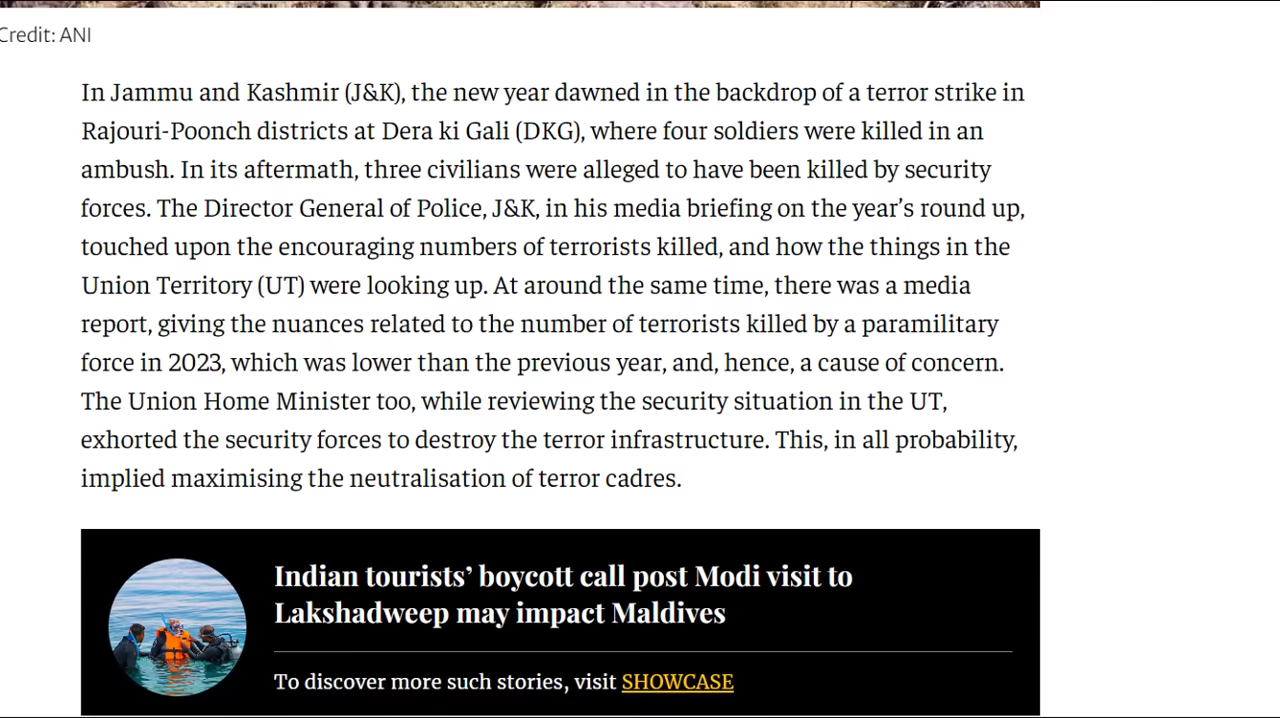 Credit: ANI
In Jammu and Kashmir (J&K), the new year dawned in the backdrop of a terror strike in
Rajouri-Poonch districts at Dera ki Gali (DKG), where four soldiers were killed in an
ambush. In its aftermath, three civilians were alleged to have been killed by security
forces. The Director General of Police, J&K, in his media briefing on the year’s round up,
touched upon the encouraging numbers of terrorists killed, and how the things in the
Union Territory (UT) were looking up. At around the same time, there was a media
report, giving the nuances related to the number of terrorists killed by a paramilitary
force in 2023, which was lower than the previous year, and, hence, a cause of concern.
The Union Home Minister too, while reviewing the security situation in the UT,
exhorted the security forces to destroy the terror infrastructure. This, in all probability,
implied maximising the neutralisation of terror cadres.
Indian tourists’ boycott call post Modi visit to
Lakshadweep may impact Maldives
To discover more such stories, visit SHOWCASE